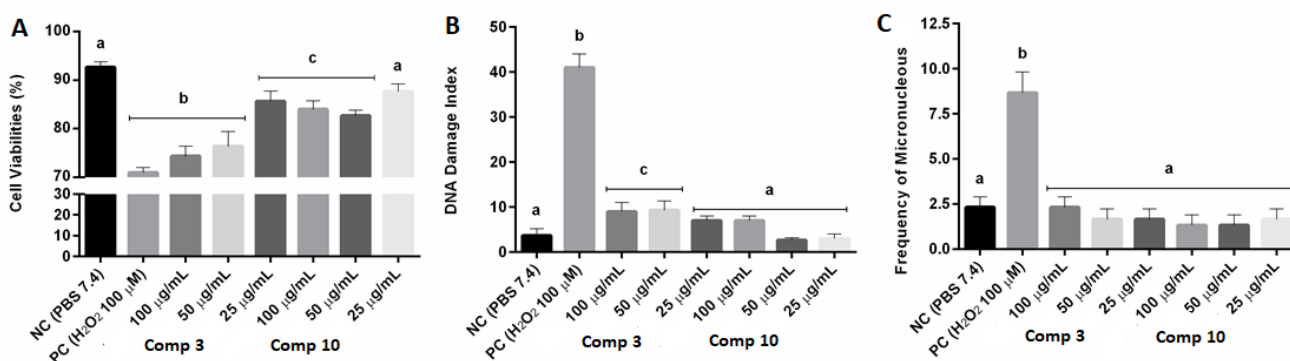 A
Cell Viabilities (%)
100
90
80
70
30
20
10
0
a
b
c
a
NC (PBS 7.4)
PC (H₂O₂ 100 μM)
100 μg/mL
50 μg/mL
25 μg/mL
100 μg/mL
50 μg/mL
25 μg/mL
Comp 3
Comp 10
B
DNA Damage Index
50
40
30
20
10
0
a
b
c
a
NC (PBS 7.4)
PC (H₂O₂ 100 μM)
100 μg/mL
50 μg/mL
25 μg/mL
100 μg/mL
50 μg/mL
25 μg/mL
Comp 3
Comp 10
C
Frequency of Micronucleous
12.5
10.0
7.5
5.0
2.5
0.0
a
b
a
NC (PBS 7.4)
PC (H₂O₂ 100 μM)
100 μg/mL
50 μg/mL
25 μg/mL
100 μg/mL
50 μg/mL
25 μg/mL
Comp 3
Comp 10